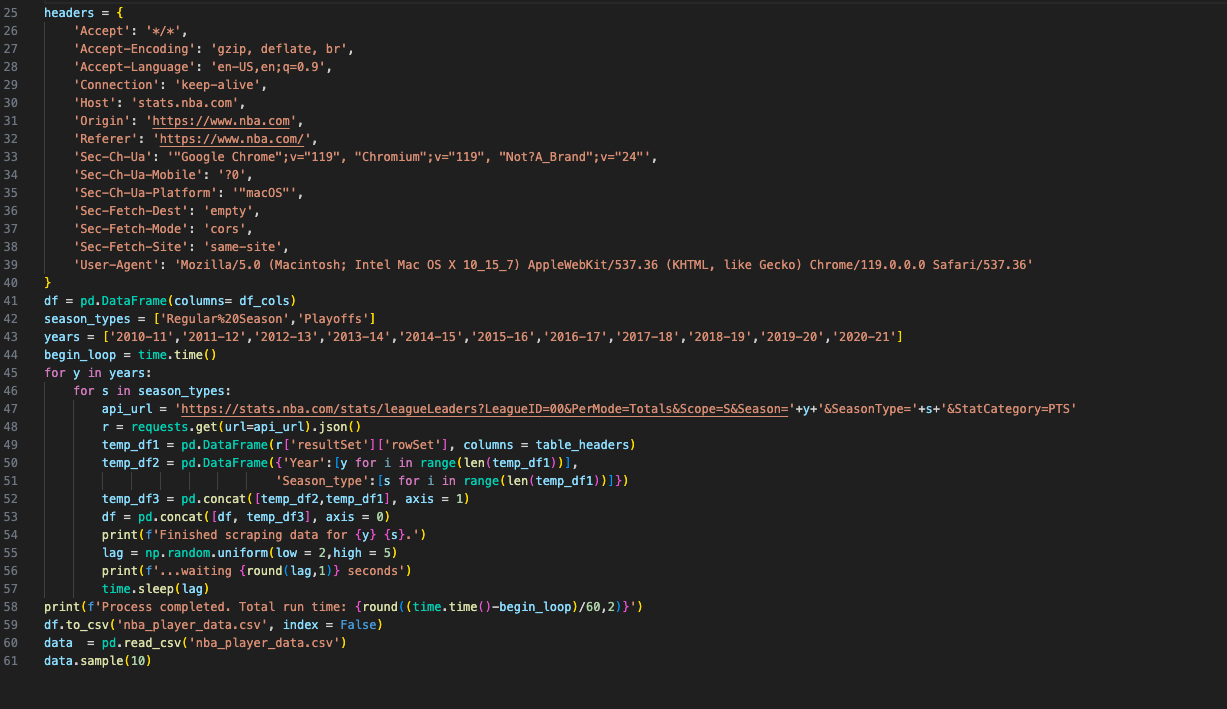 25 headers = {
26     'Accept': '*/*',
27     'Accept-Encoding': 'gzip, deflate, br',
28     'Accept-Language': 'en-US,en;q=0.9',
29     'Connection': 'keep-alive',
30     'Host': 'stats.nba.com',
31     'Origin': 'https://www.nba.com',
32     'Referer': 'https://www.nba.com/',
33     'Sec-Ch-Ua': '"Google Chrome";v="119", "Chromium";v="119", "Not?A_Brand";v="24"',
34     'Sec-Ch-Ua-Mobile': '?0',
35     'Sec-Ch-Ua-Platform': '"macOS"',
36     'Sec-Fetch-Dest': 'empty',
37     'Sec-Fetch-Mode': 'cors',
38     'Sec-Fetch-Site': 'same-site',
39     'User-Agent': 'Mozilla/5.0 (Macintosh; Intel Mac OS X 10_15_7) AppleWebKit/537.36 (KHTML, like Gecko) Chrome/119.0.0.0 Safari/537.36'
40 }
41 df = pd.DataFrame(columns= df_cols)
42 season_types = ['Regular%20Season','Playoffs']
43 years = ['2010-11','2011-12','2012-13','2013-14','2014-15','2015-16','2016-17','2017-18','2018-19','2019-20','2020-21']
44 begin_loop = time.time()
45 for y in years:
46     for s in season_types:
47         api_url = 'https://stats.nba.com/stats/leagueLeaders?LeagueID=00&PerMode=Totals&Scope=S&Season='+y+'&SeasonType='+s+'&StatCategory=PTS'
48         r = requests.get(url=api_url).json()
49         temp_df1 = pd.DataFrame(r['resultSet']['rowSet'], columns = table_headers)
50         temp_df2 = pd.DataFrame({'Year':[y for i in range(len(temp_df1))],
51                                 'Season_type':[s for i in range(len(temp_df1))]})
52         temp_df3 = pd.concat([temp_df2,temp_df1], axis = 1)
53         df = pd.concat([df, temp_df3], axis = 0)
54         print(f'Finished scraping data for {y} {s}.')
55         lag = np.random.uniform(low = 2,high = 5)
56         print(f'...waiting {round(lag,1)} seconds')
57         time.sleep(lag)
58 print(f'Process completed. Total run time: {round((time.time()-begin_loop)/60,2)}')
59 df.to_csv('nba_player_data.csv', index = False)
60 data  = pd.read_csv('nba_player_data.csv')
61 data.sample(10)